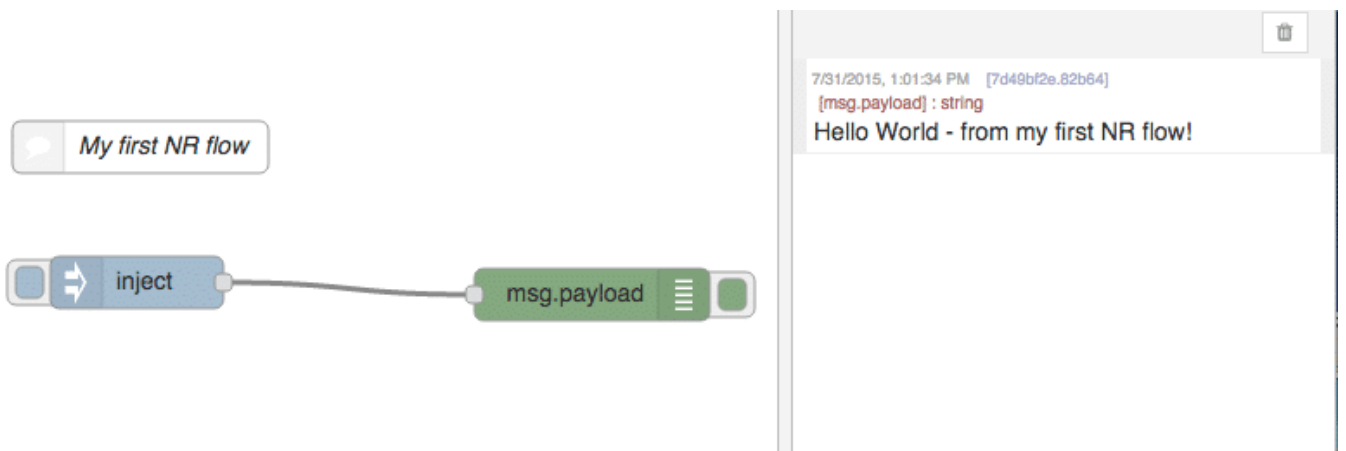 My first NR flow
inject
msg.payload
7/31/2015, 1:01:34 PM [7d49bf2e.82b64]
[msg.payload] : string
Hello World - from my first NR flow!